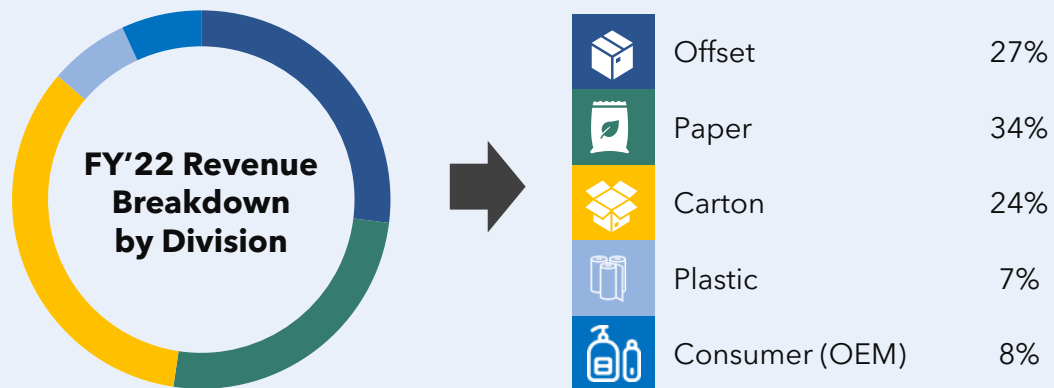 FY’22 Revenue
Breakdown
by Division
Offset 27%
Paper 34%
Carton 24%
Plastic 7%
Consumer (OEM) 8%